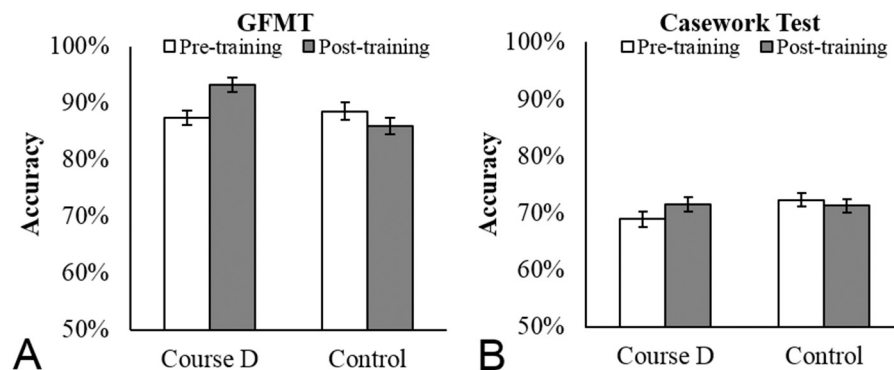 GFMT
Pre-training Post-training
100%
90%
80%
70%
60%
50%
Accuracy
Course D Control
A
Casework Test
Pre-training Post-training
100%
90%
80%
70%
60%
50%
Accuracy
Course D Control
B